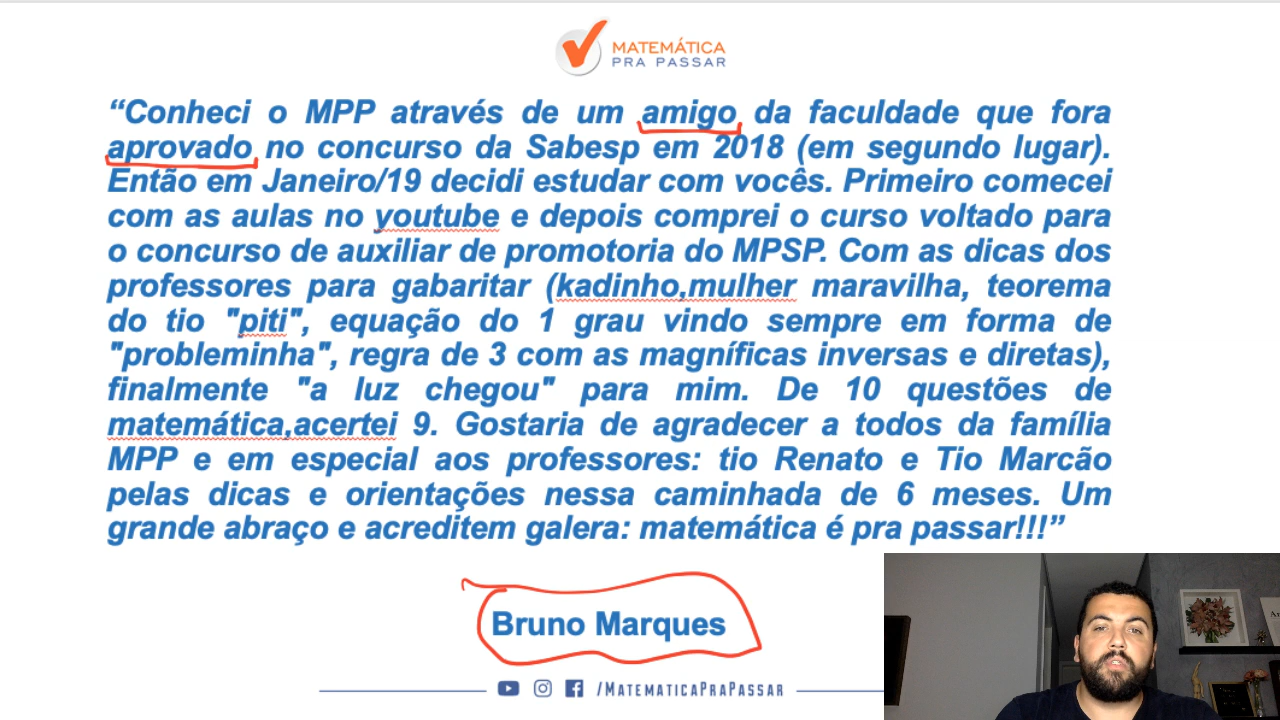 MATEMÁTICA
PRA PASSAR
“Conheci o MPP através de um amigo da faculdade que fora
aprovado no concurso da Sabesp em 2018 (em segundo lugar).
Então em Janeiro/19 decidi estudar com vocês. Primeiro comecei
com as aulas no youtube e depois comprei o curso voltado para
o concurso de auxiliar de promotoria do MPSP. Com as dicas dos
professores para gabaritar (kadinho,mulher maravilha, teorema
do tio "piti", equação do 1 grau vindo sempre em forma de
"probleminha", regra de 3 com as magníficas inversas e diretas),
finalmente "a luz chegou" para mim. De 10 questões de
matemática,acertei 9. Gostaria de agradecer a todos da família
MPP e em especial aos professores: tio Renato e Tio Marcão
pelas dicas e orientações nessa caminhada de 6 meses. Um
grande abraço e acreditem galera: matemática é pra passar!!!”
Bruno Marques
/MATEMATICAPRAPASSAR